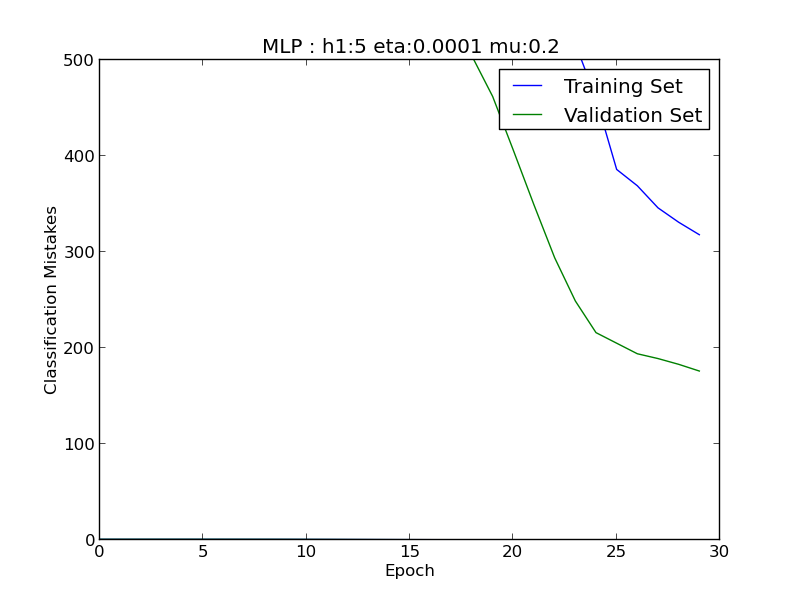 MLP : h1:5 eta:0.0001 mu:0.2
500
Training Set
Validation Set
400
300
Classification Mistakes
200
100
0
0 5 10 15 20 25 30
Epoch